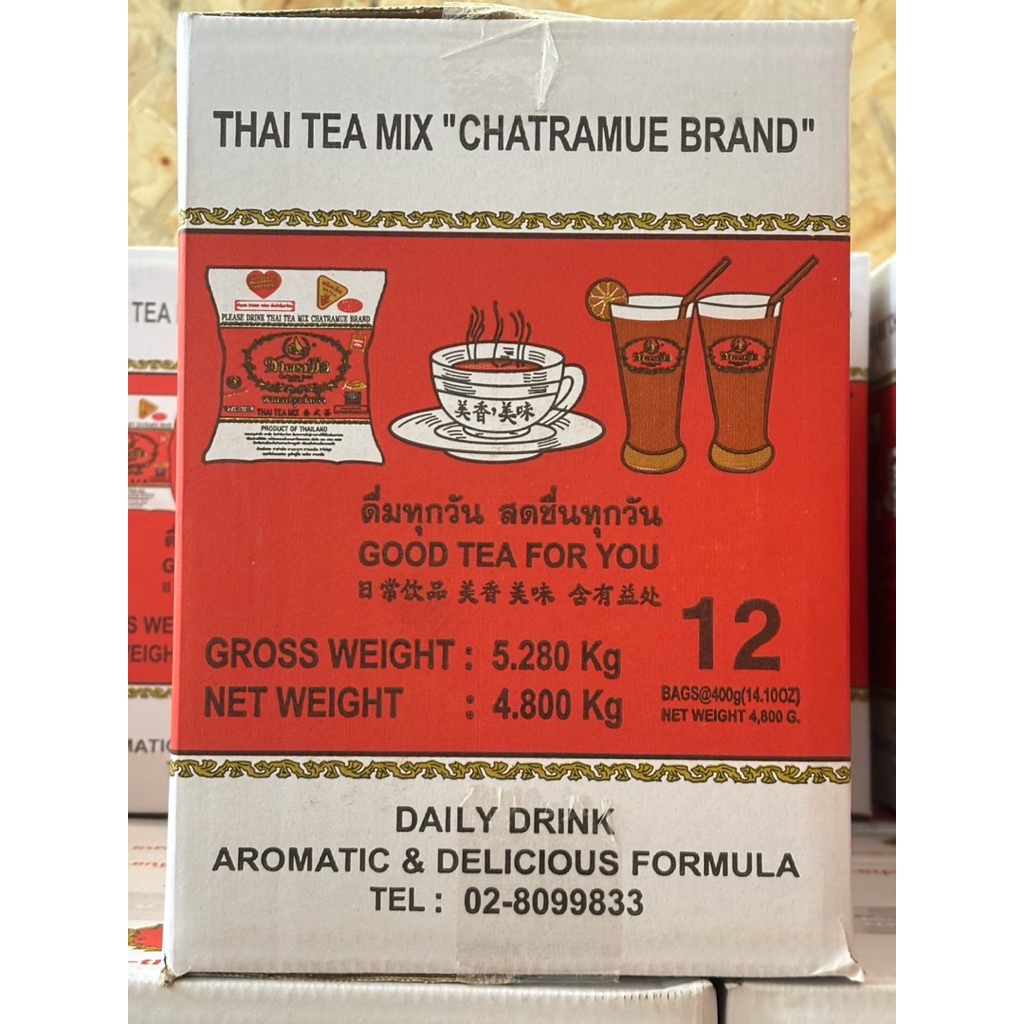 THAI TEA MIX "CHATRAMUE BRAND"
PLEASE DRINK THAI TEA MIX CHATRAMUE BRAND
THAI TEA MIX 泰式茶
PRODUCT OF THAILAND
美香,美味
ดื่มทุกวัน สดชื่นทุกวัน
GOOD TEA FOR YOU
日常饮品 美香美味 含有益处
GROSS WEIGHT : 5.280 Kg
NET WEIGHT : 4.800 Kg
12
BAGS@400g(14.10OZ)
NET WEIGHT 4,800 G.
DAILY DRINK
AROMATIC & DELICIOUS FORMULA
TEL : 02-8099833
TEA